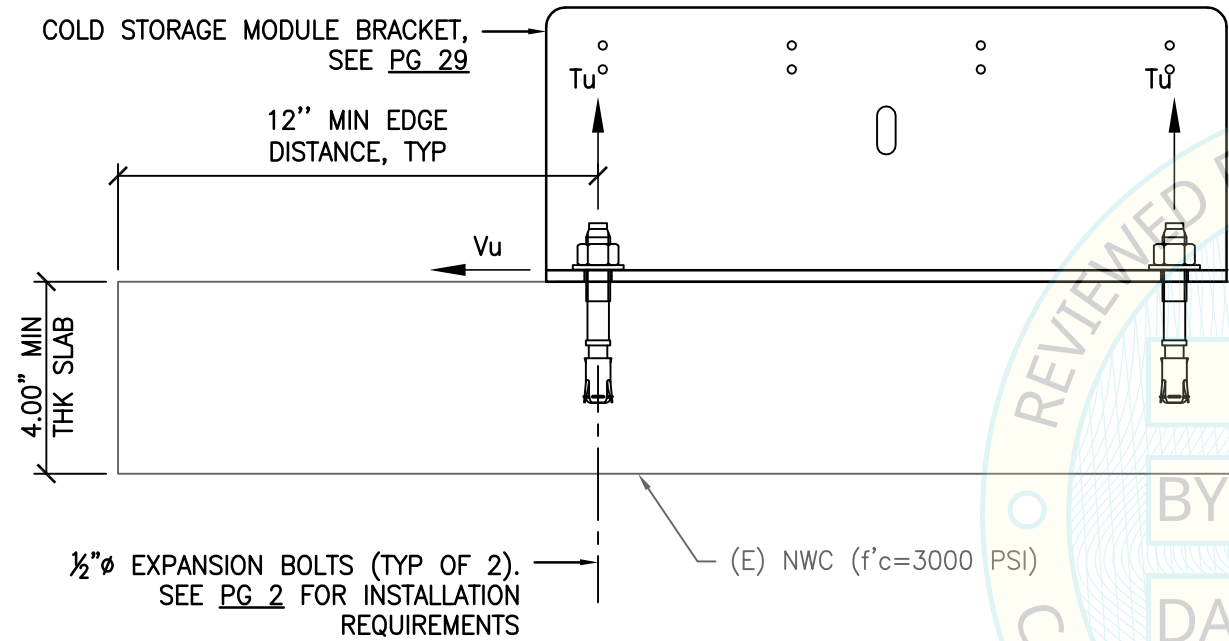 COLD STORAGE MODULE BRACKET,
SEE PG 29
Tu
Tu
12’’ MIN EDGE
DISTANCE, TYP
Vu
4.00" MIN
THK SLAB
½"ø EXPANSION BOLTS (TYP OF 2).
SEE PG 2 FOR INSTALLATION
REQUIREMENTS
(E) NWC (f'c=3000 PSI)
REVIEWED
BY
DA
C